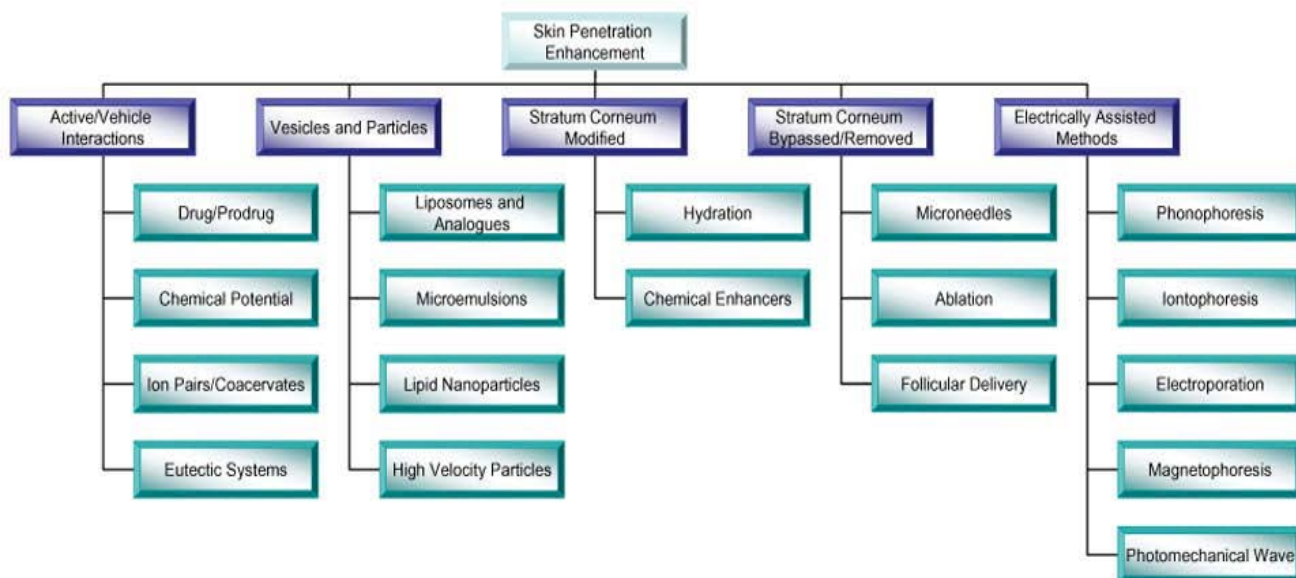 Skin Penetration
Enhancement
Active/Vehicle
Interactions
Vesicles and Particles
Stratum Corneum
Modified
Stratum Corneum
Bypassed/Removed
Electrically Assisted
Methods
Drug/Prodrug
Chemical Potential
Ion Pairs/Coacervates
Eutectic Systems
Liposomes and
Analogues
Microemulsions
Lipid Nanoparticles
High Velocity Particles
Hydration
Chemical Enhancers
Microneedles
Ablation
Follicular Delivery
Phonophoresis
Iontophoresis
Electroporation
Magnetophoresis
Photomechanical Wave